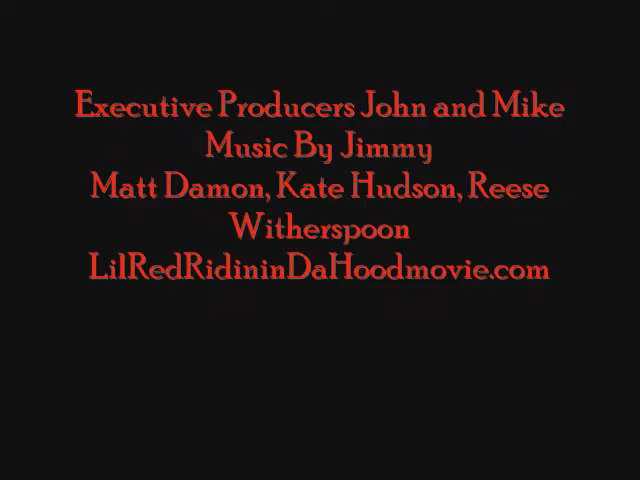 Executive Producers John and Mike
Music By Jimmy
Matt Damon, Kate Hudson, Reese
Witherspoon
LilRedRidininDaHoodmovie.com